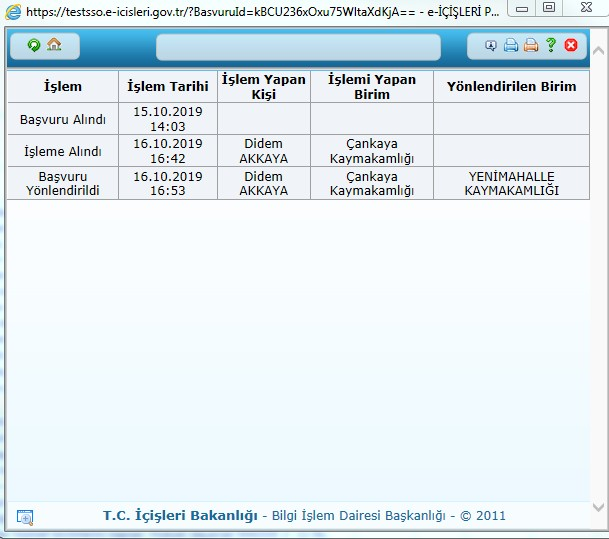 https://testsso.e-icisleri.gov.tr/?BasvuruId=kBCU236xOxu75WltaXdKjA== - e-İÇİŞLERİ P...
İşlem İşlem Tarihi İşlem Yapan Kişi İşlemi Yapan Birim Yönlendirilen Birim
Başvuru Alındı 15.10.2019 14:03
İşleme Alındı 16.10.2019 16:42 Didem AKKAYA Çankaya Kaymakamlığı
Başvuru Yönlendirildi 16.10.2019 16:53 Didem AKKAYA Çankaya Kaymakamlığı YENİMAHALLE KAYMAKAMLIĞI
T.C. İçişleri Bakanlığı - Bilgi İşlem Dairesi Başkanlığı - © 2011